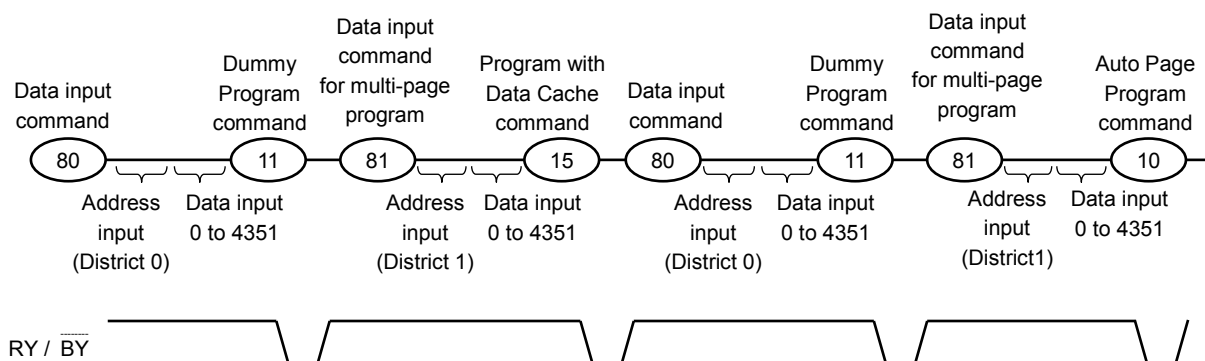 Data input
command
Dummy
Program
command
Data input
command
for multi-page
program
Program with
Data Cache
command
Data input
command
Dummy
Program
command
Data input
command
for multi-page
program
Auto Page
Program
command
80
11
81
15
80
11
81
10
Address
input
(District 0)
Data input
0 to 4351
Address
input
(District 1)
Data input
0 to 4351
Address
input
(District 0)
Data input
0 to 4351
Address
input
(District1)
Data input
0 to 4351
RY / BY